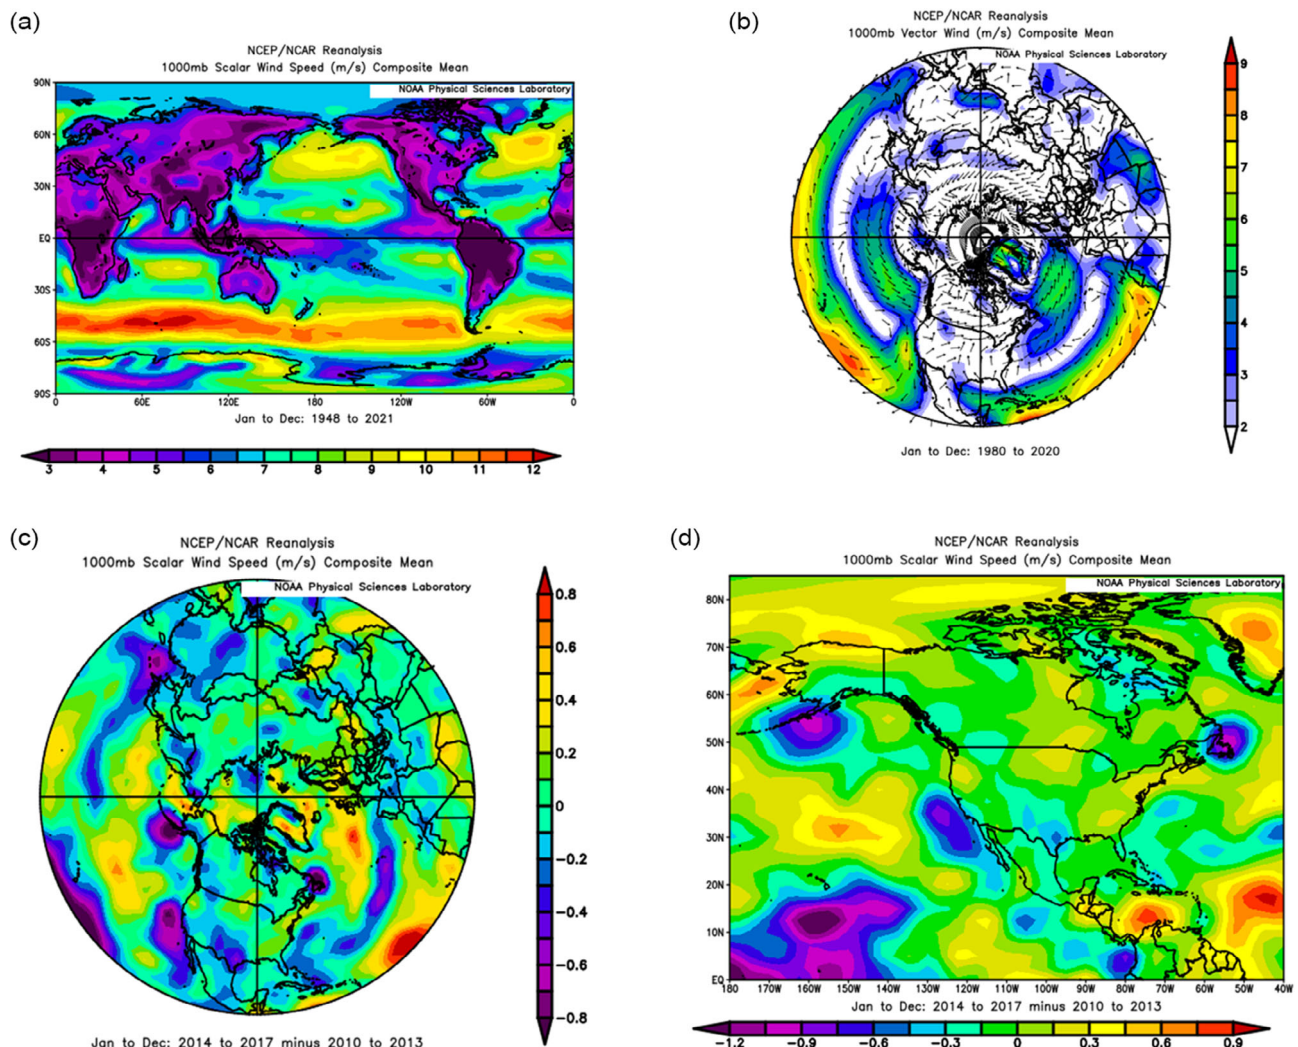 (a)
NCEP/NCAR Reanalysis
1000mb Scalar Wind Speed (m/s) Composite Mean
NOAA Physical Sciences Laboratory
90N
60N
30N
EQ
30S
60S
90S
0 60E 120E 180 120W 60W 0
Jan to Dec: 1948 to 2021
3 4 5 6 7 8 9 10 11 12
(b)
NCEP/NCAR Reanalysis
1000mb Vector Wind (m/s) Composite Mean
NOAA Physical Sciences Laboratory
9
8
7
6
5
4
3
2
Jan to Dec: 1980 to 2020
(c)
NCEP/NCAR Reanalysis
1000mb Scalar Wind Speed (m/s) Composite Mean
NOAA Physical Sciences Laboratory
0.8
0.6
0.4
0.2
0
-0.2
-0.4
-0.6
-0.8
Jan to Dec: 2014 to 2017 minus 2010 to 2013
(d)
NCEP/NCAR Reanalysis
1000mb Scalar Wind Speed (m/s) Composite Mean
NOAA Physical Sciences Laboratory
80N
70N
60N
50N
40N
30N
20N
10N
EQ
180 170W 160W 150W 140W 130W 120W 110W 100W 90W 80W 70W 60W 50W 40W
Jan to Dec: 2014 to 2017 minus 2010 to 2013
-1.2 -0.9 -0.6 -0.3 0 0.3 0.6 0.9